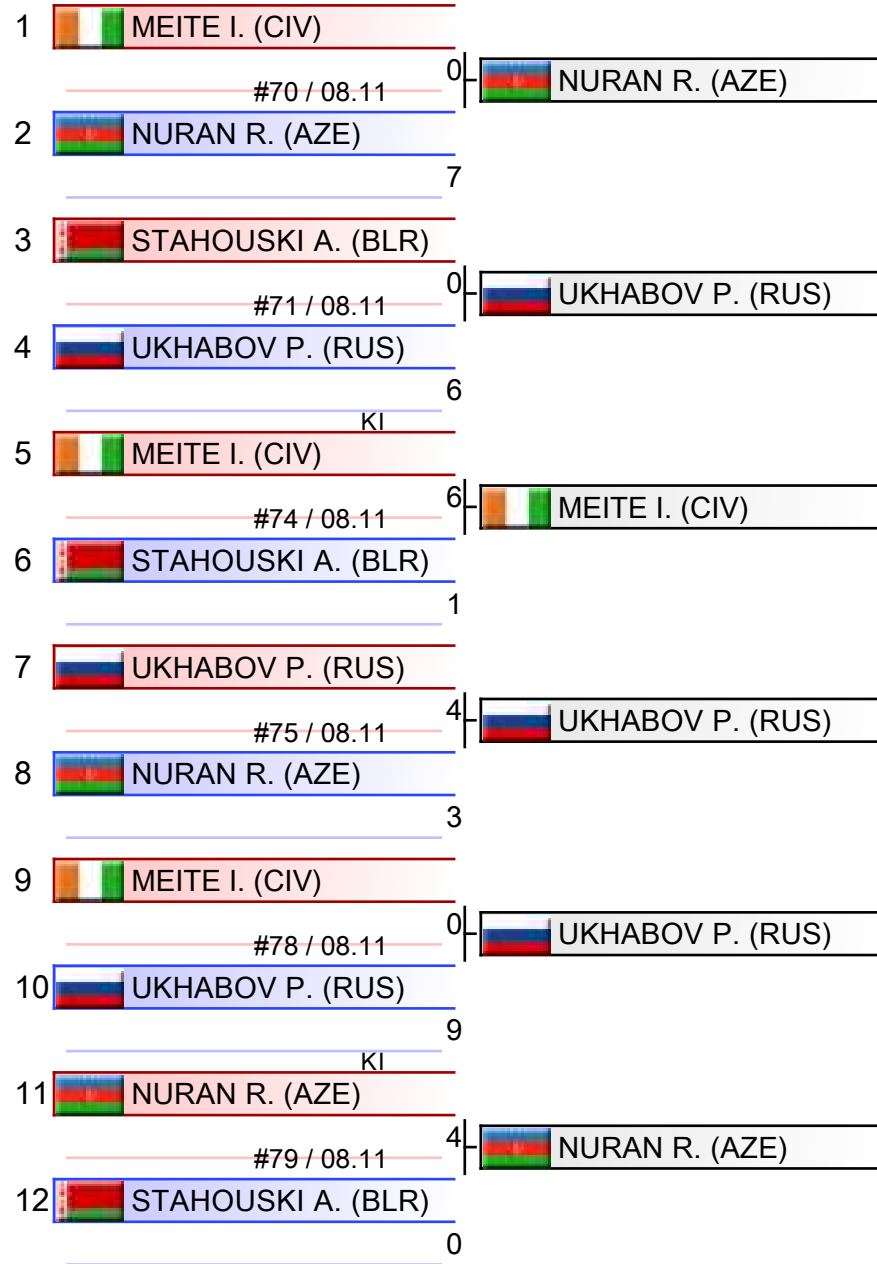 1 MEITE I. (CIV)
0 NURAN R. (AZE)
#70 / 08.11
2 NURAN R. (AZE)
7
3 STAHOUSKI A. (BLR)
0 UKHABOV P. (RUS)
#71 / 08.11
4 UKHABOV P. (RUS)
6
KI
5 MEITE I. (CIV)
6 MEITE I. (CIV)
#74 / 08.11
6 STAHOUSKI A. (BLR)
1
7 UKHABOV P. (RUS)
4 UKHABOV P. (RUS)
#75 / 08.11
8 NURAN R. (AZE)
3
9 MEITE I. (CIV)
0 UKHABOV P. (RUS)
#78 / 08.11
10 UKHABOV P. (RUS)
9
KI
11 NURAN R. (AZE)
4 NURAN R. (AZE)
#79 / 08.11
12 STAHOUSKI A. (BLR)
0